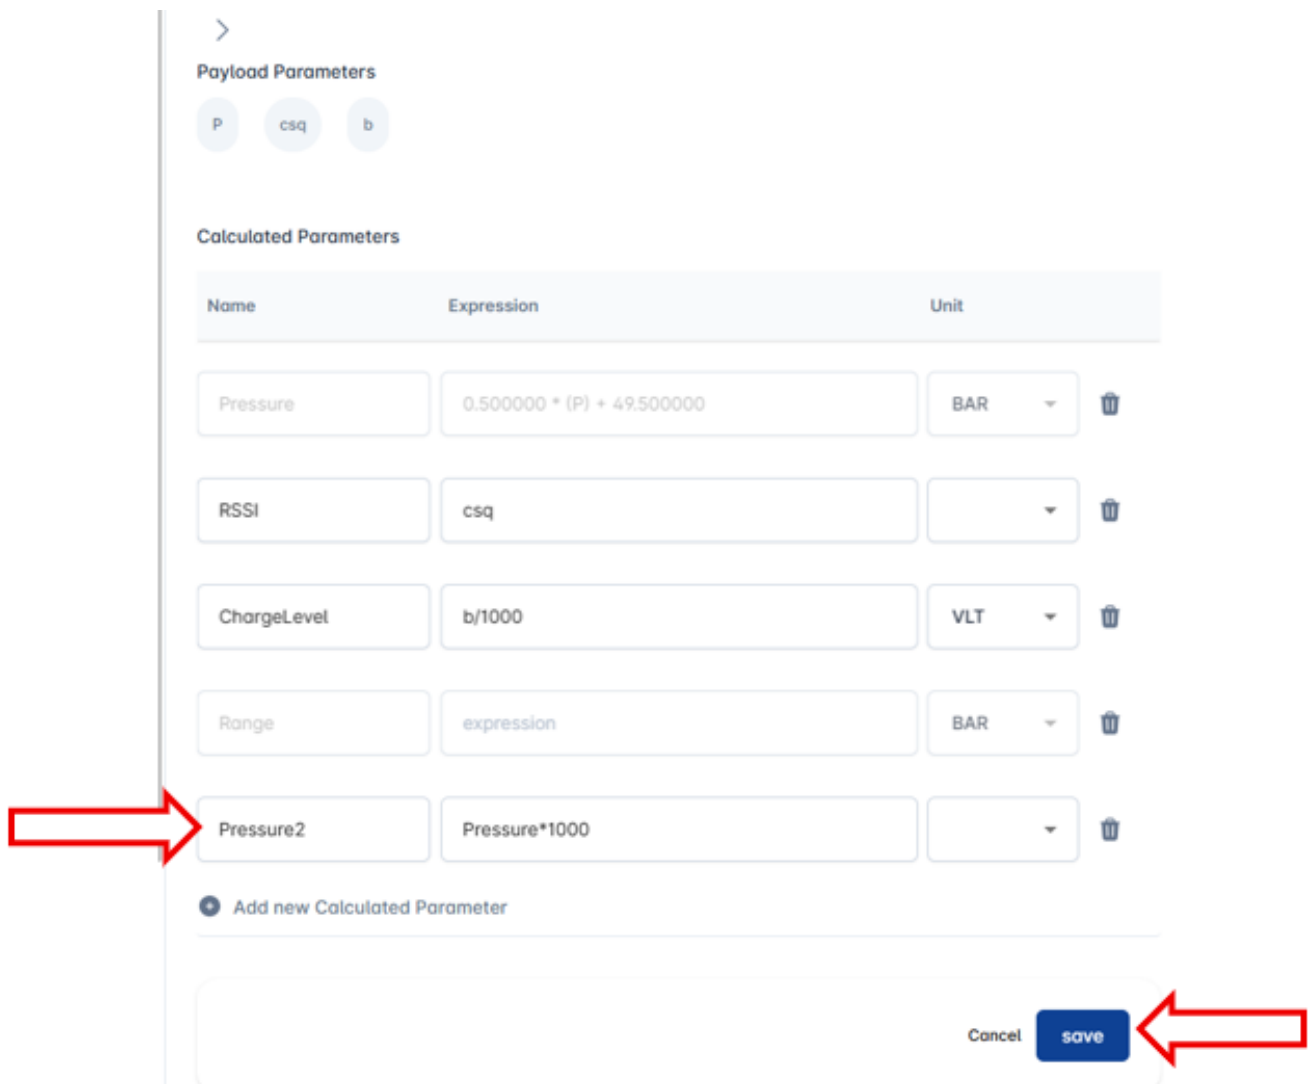 Payload Parameters
P csq b
Calculated Parameters
Name Expression Unit
Pressure 0.500000 * (P) + 49.500000 BAR
RSSI csq
ChargeLevel b/1000 VLT
Range expression BAR
Pressure2 Pressure*1000
Add new Calculated Parameter
Cancel save